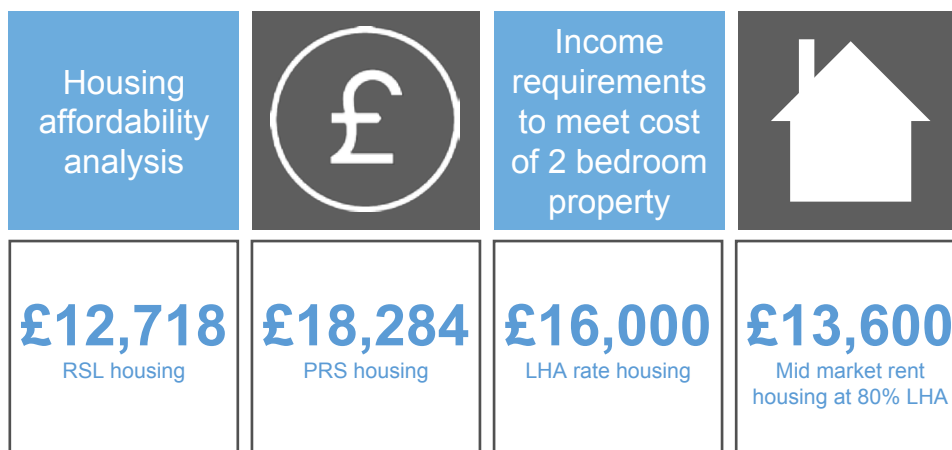 Housing
affordability
analysis
£
Income
requirements
to meet cost
of 2 bedroom
property
£12,718
RSL housing
£18,284
PRS housing
£16,000
LHA rate housing
£13,600
Mid market rent
housing at 80% LHA